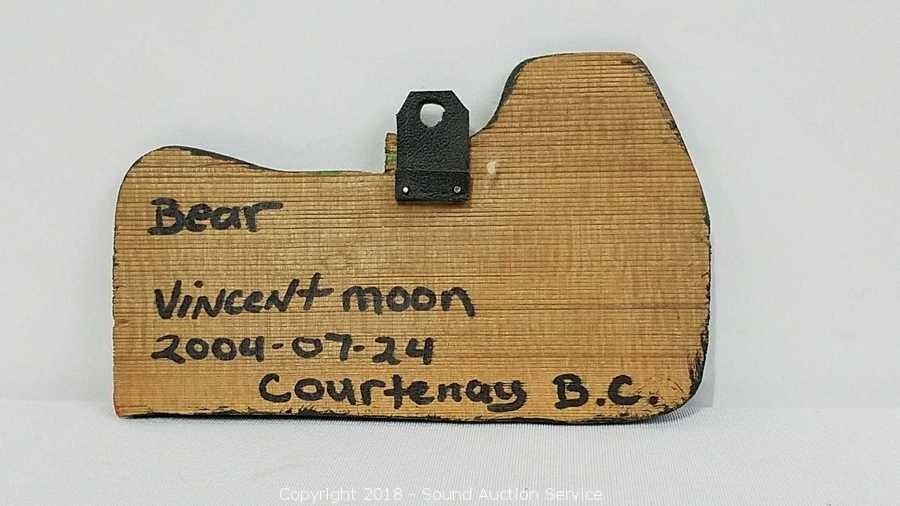 Bear
Vincent moon
2004-07-24
Courtenay B.C.
Copyright 2018 - Sound Auction Service